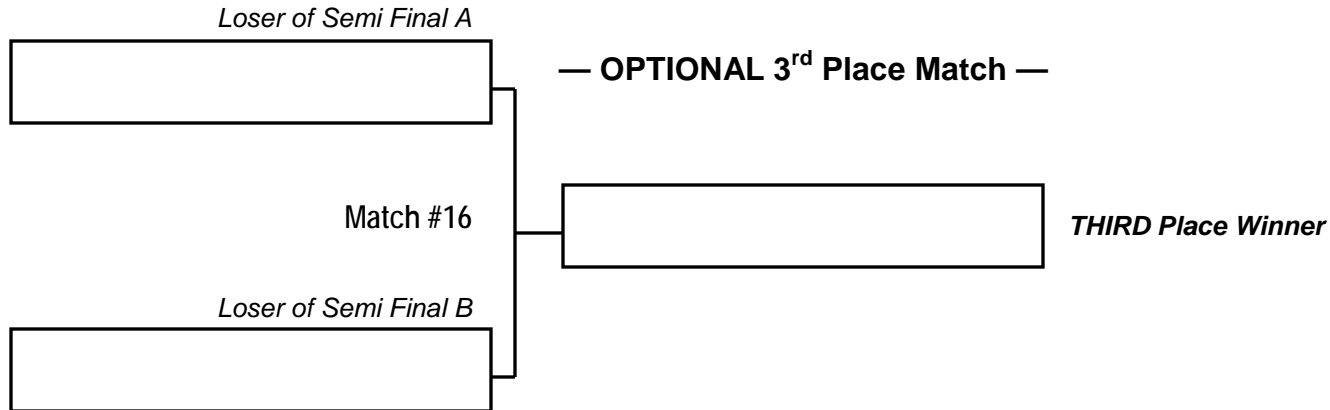 Loser of Semi Final A
— OPTIONAL 3rd Place Match —
Match #16
THIRD Place Winner
Loser of Semi Final B